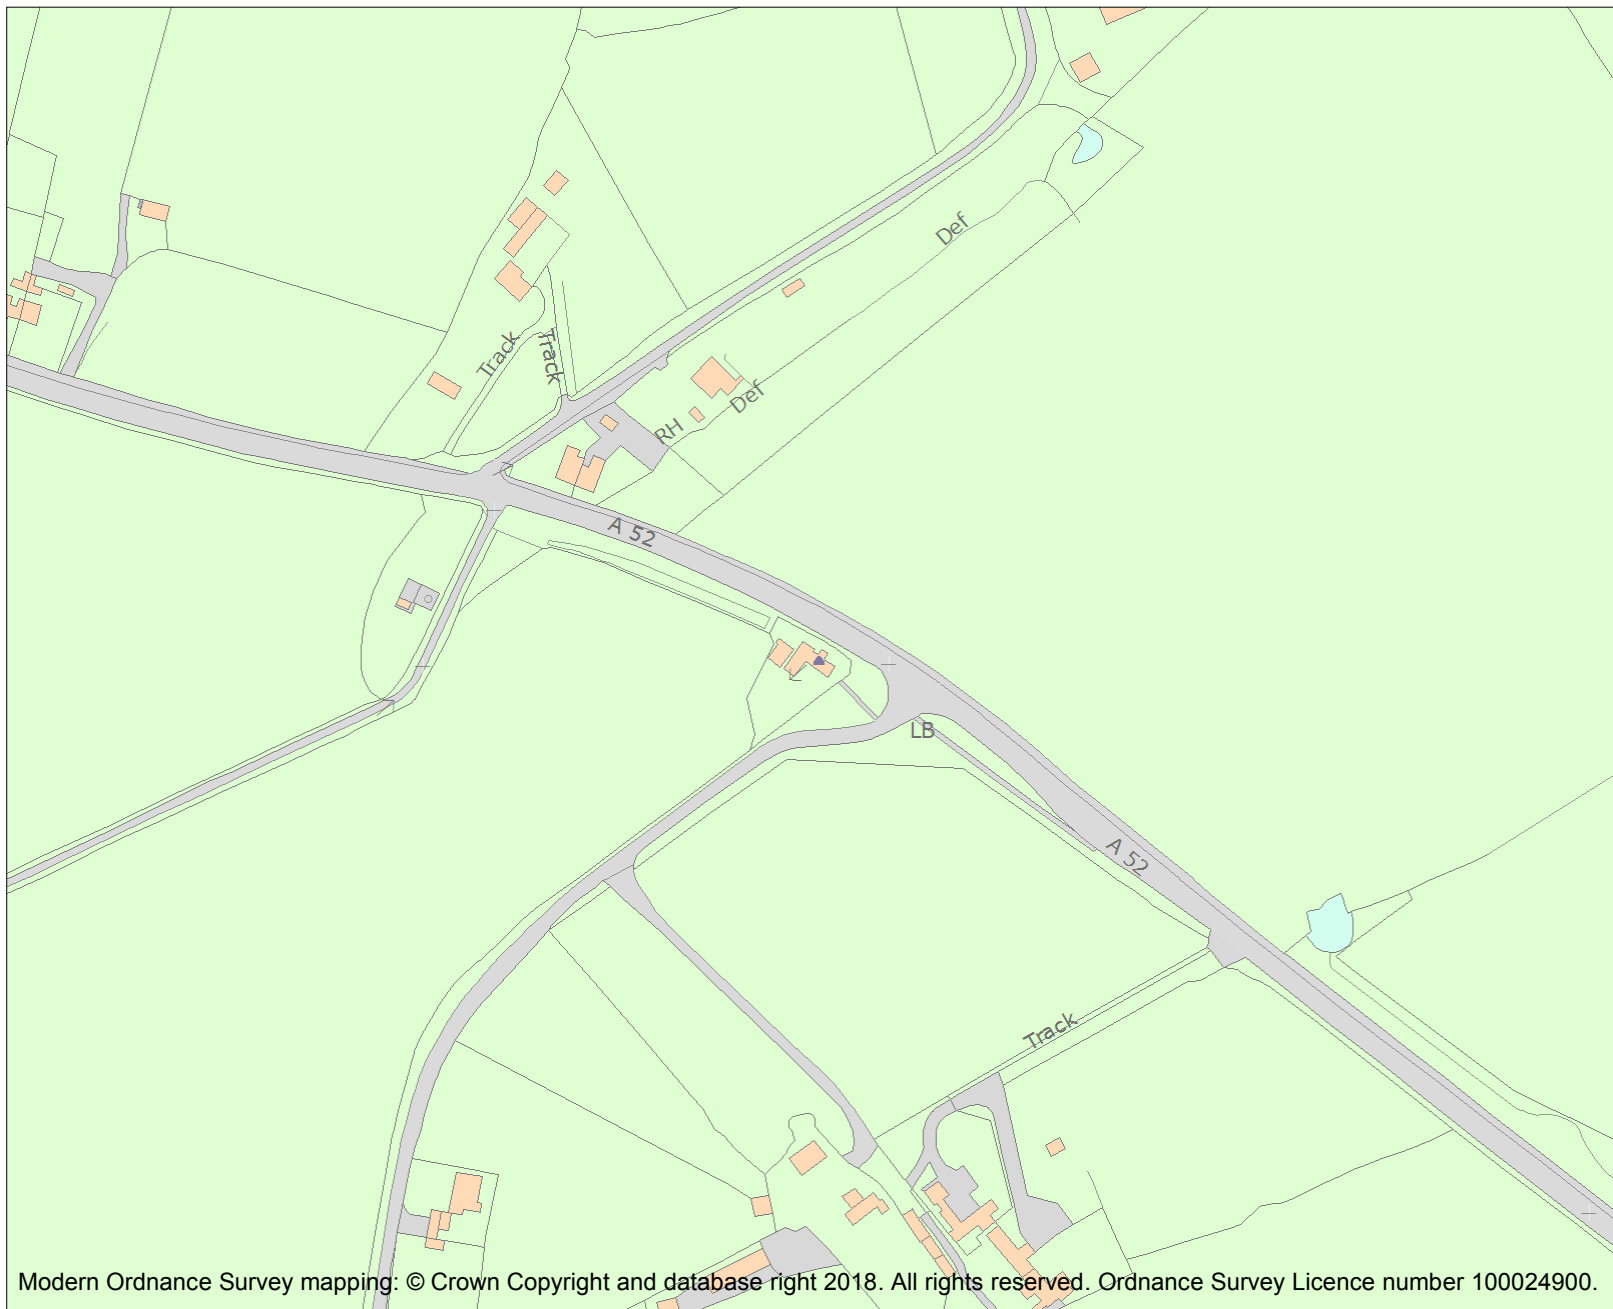 Def
Track
Track
Def
RH
A 52
LB
A 52
Track
Modern Ordnance Survey mapping: © Crown Copyright and database right 2018. All rights reserved. Ordnance Survey Licence number 100024900.